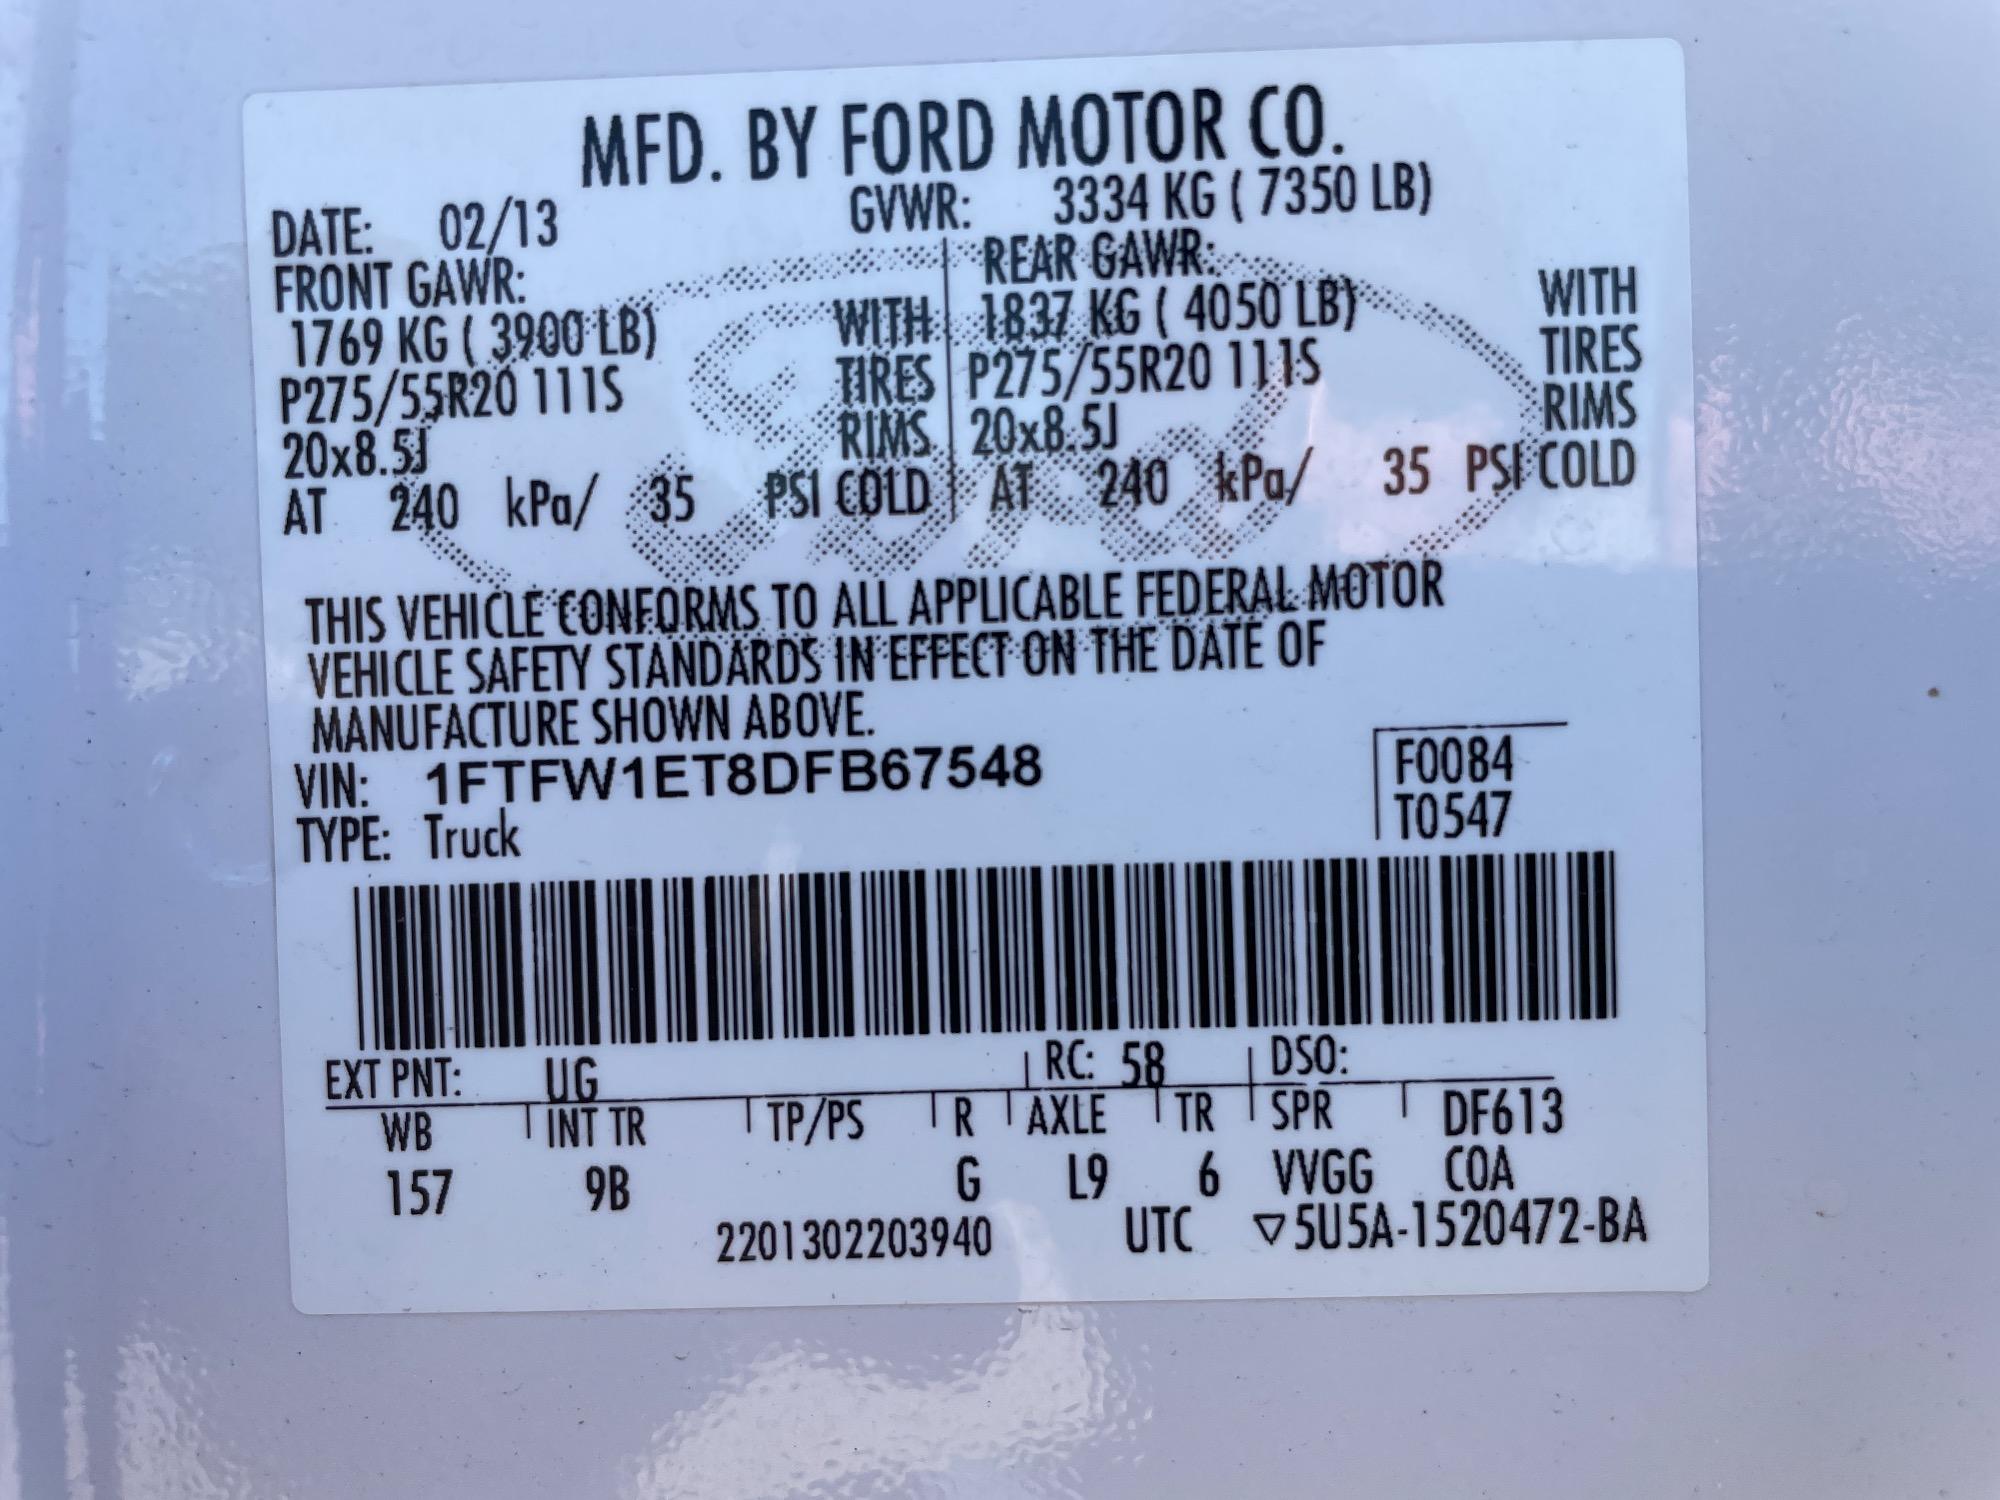 MFD. BY FORD MOTOR CO.
DATE: 02/13 GVWR: 3334 KG ( 7350 LB)
FRONT GAWR: REAR GAWR:
1769 KG ( 3900 LB) WITH 1837 KG ( 4050 LB) WITH
P275/55R20 111S TIRES P275/55R20 111S TIRES
20x8.5J RIMS 20x8.5J RIMS
AT 240 kPa/ 35 PSI COLD AT 240 kPa/ 35 PSI COLD
Ford
THIS VEHICLE CONFORMS TO ALL APPLICABLE FEDERAL MOTOR
VEHICLE SAFETY STANDARDS IN EFFECT ON THE DATE OF
MANUFACTURE SHOWN ABOVE.
VIN: 1FTFW1ET8DFB67548 F0084
TYPE: Truck T0547
EXT PNT: UG RC: 58 DSO:
WB INT TR TP/PS R AXLE TR SPR DF613
157 9B G L9 6 VVGG COA
2201302203940 UTC ▽5U5A-1520472-BA